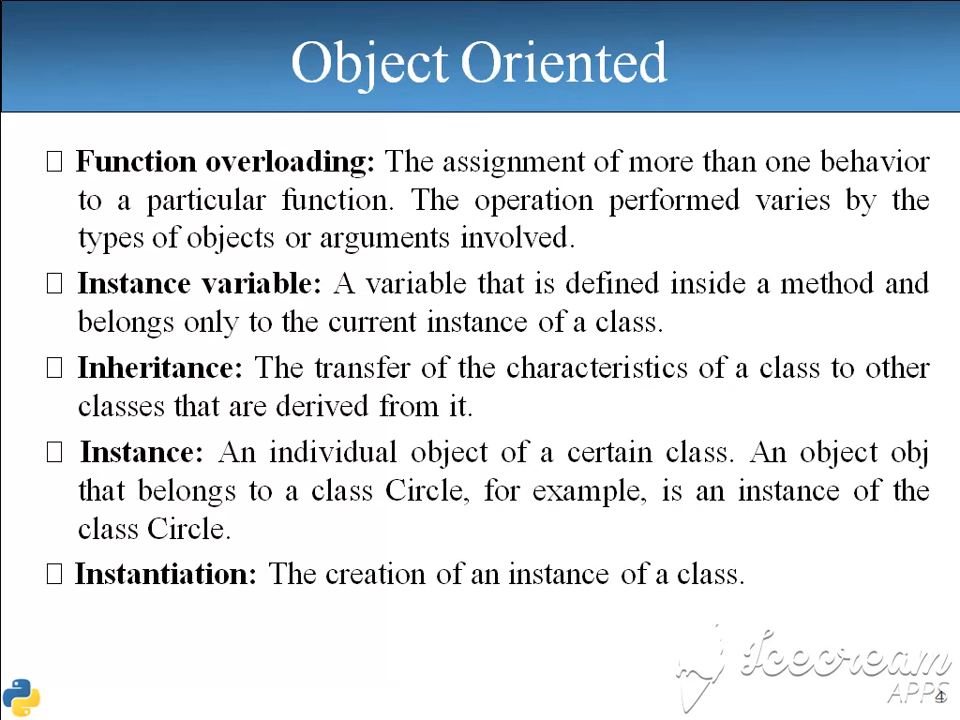 Object Oriented
Function overloading: The assignment of more than one behavior
to a particular function. The operation performed varies by the
types of objects or arguments involved.
Instance variable: A variable that is defined inside a method and
belongs only to the current instance of a class.
Inheritance: The transfer of the characteristics of a class to other
classes that are derived from it.
Instance: An individual object of a certain class. An object obj
that belongs to a class Circle, for example, is an instance of the
class Circle.
Instantiation: The creation of an instance of a class.
Icecream
APPS
4